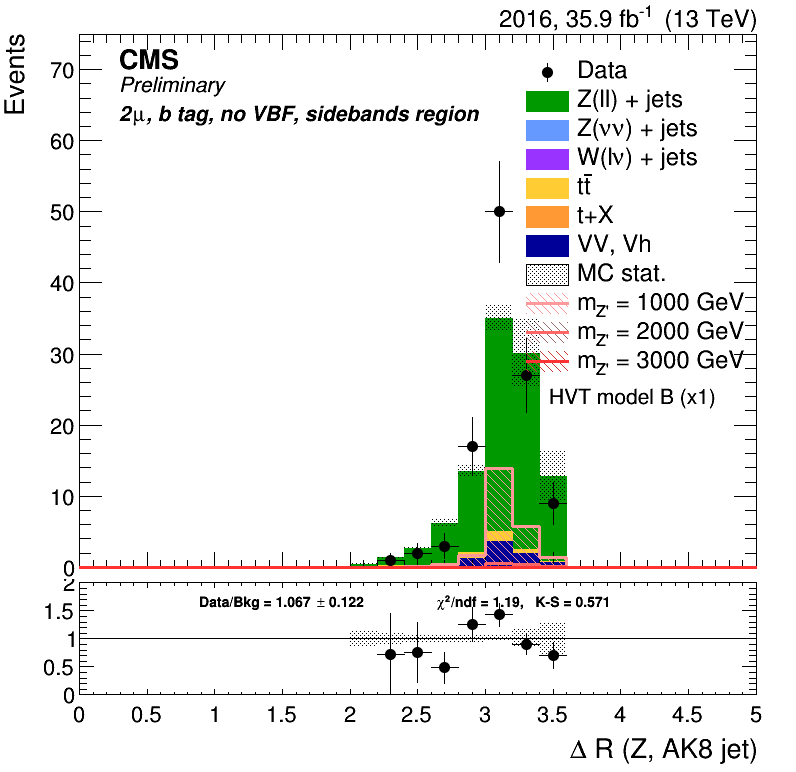 2016, 35.9 fb⁻¹ (13 TeV)
Events
CMS
Preliminary
2μ, b tag, no VBF, sidebands region
Data
Z(ll) + jets
Z(νν) + jets
W(lν) + jets
tt̄
t+X
VV, Vh
MC stat.
m_Z' = 1000 GeV
m_Z' = 2000 GeV
m_Z' = 3000 GeV
HVT model B (x1)
70
60
50
40
30
20
10
0
Data/Bkg = 1.067 ± 0.122
χ²/ndf = 1.19, K-S = 0.571
2
1.5
1
0.5
0
0 0.5 1 1.5 2 2.5 3 3.5 4 4.5 5
Δ R (Z, AK8 jet)